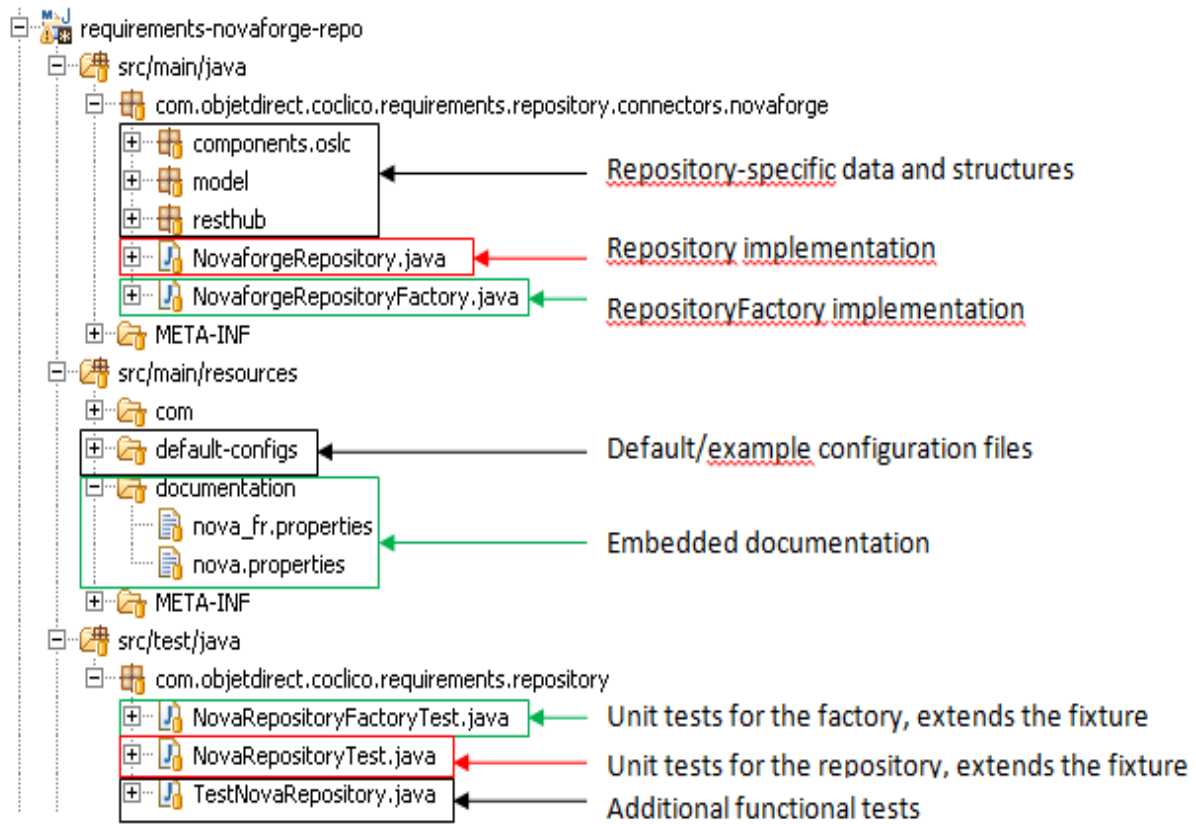 requirements-novaforge-repo
src/main/java
com.objetdirect.coclico.requirements.repository.connectors.novaforge
components.oslc
model
Repository-specific data and structures
resthub
NovaforgeRepository.java
Repository implementation
NovaforgeRepositoryFactory.java
RepositoryFactory implementation
META-INF
src/main/resources
com
default-configs
Default/example configuration files
documentation
nova_fr.properties
Embedded documentation
nova.properties
META-INF
src/test/java
com.objetdirect.coclico.requirements.repository
NovaRepositoryFactoryTest.java
Unit tests for the factory, extends the fixture
NovaRepositoryTest.java
Unit tests for the repository, extends the fixture
TestNovaRepository.java
Additional functional tests